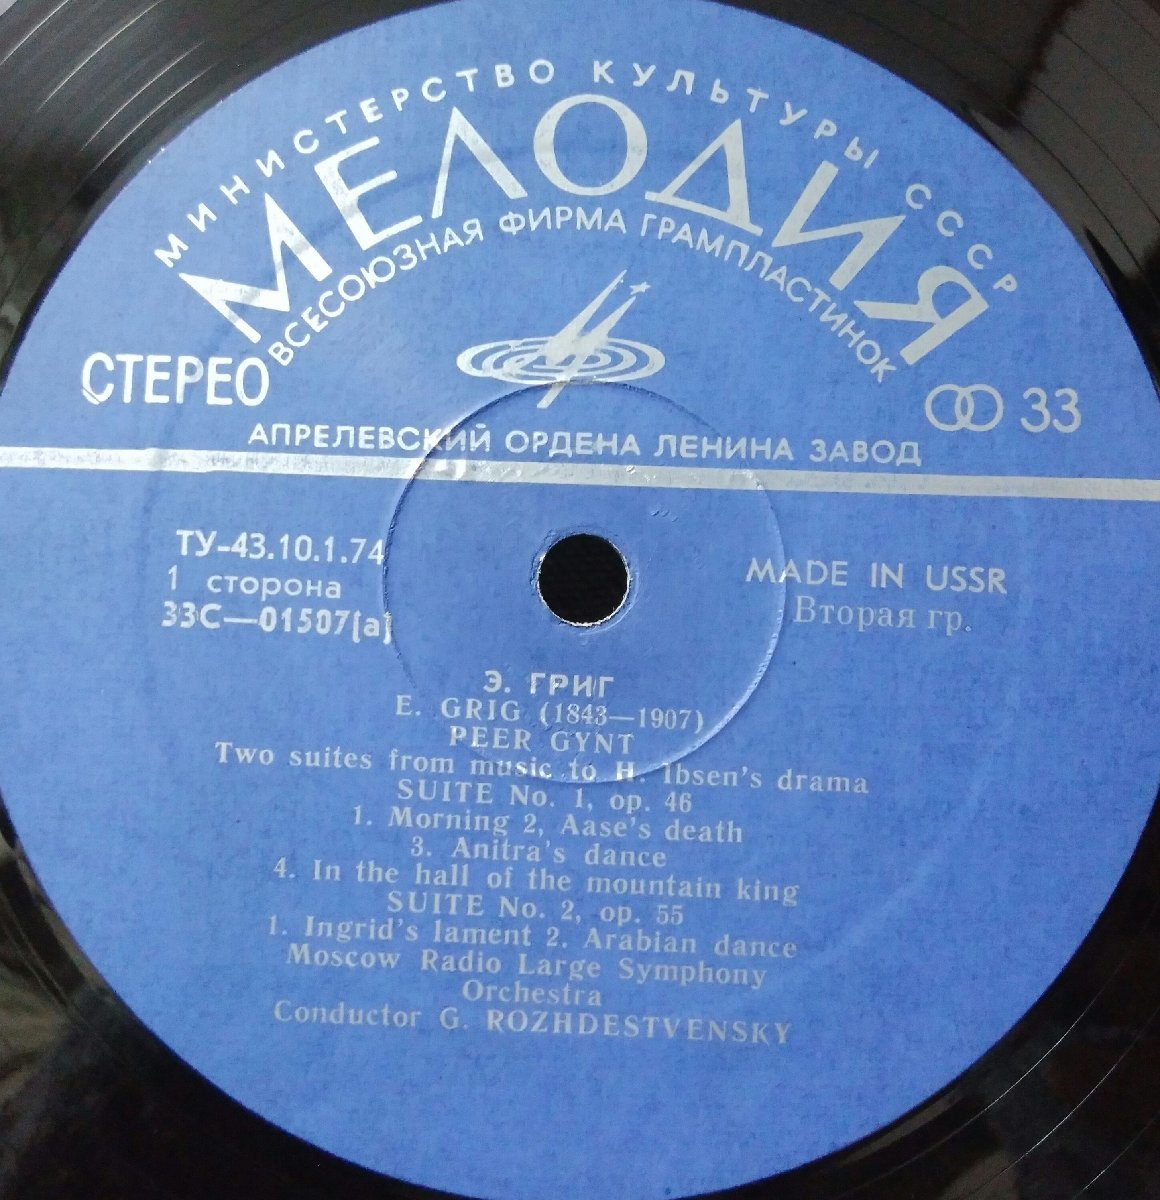 МИНИСТЕРСТВО КУЛЬТУРЫ СССР
МЕЛОДИЯ
ВСЕСОЮЗНАЯ ФИРМА ГРАМПЛАСТИНОК
СТЕРЕО
33
АПРЕЛЕВСКИЙ ОРДЕНА ЛЕНИНА ЗАВОД
ТУ-43.10.1.74
1 сторона
33С—01507(а)
MADE IN USSR
Вторая гр.
Э. ГРИГ
E. GRIG (1843—1907)
PEER GYNT
Two suites from music to H. Ibsen's drama
SUITE No. 1, op. 46
1. Morning 2, Aase's death
3. Anitra's dance
4. In the hall of the mountain king
SUITE No. 2, op. 55
1. Ingrid's lament 2. Arabian dance
Moscow Radio Large Symphony
Orchestra
Conductor G. ROZHDESTVENSKY